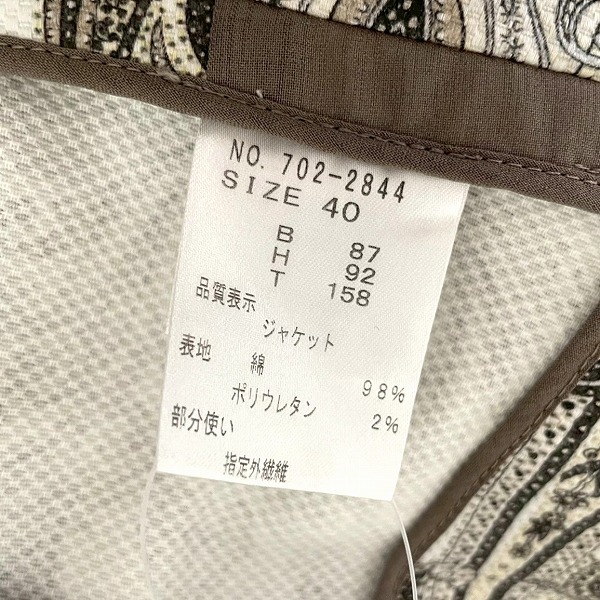 NO. 702-2844
SIZE 40
B 87
H 92
T 158
品質表示
ジャケット
表地 綿 98%
ポリウレタン 2%
部分使い
指定外繊維